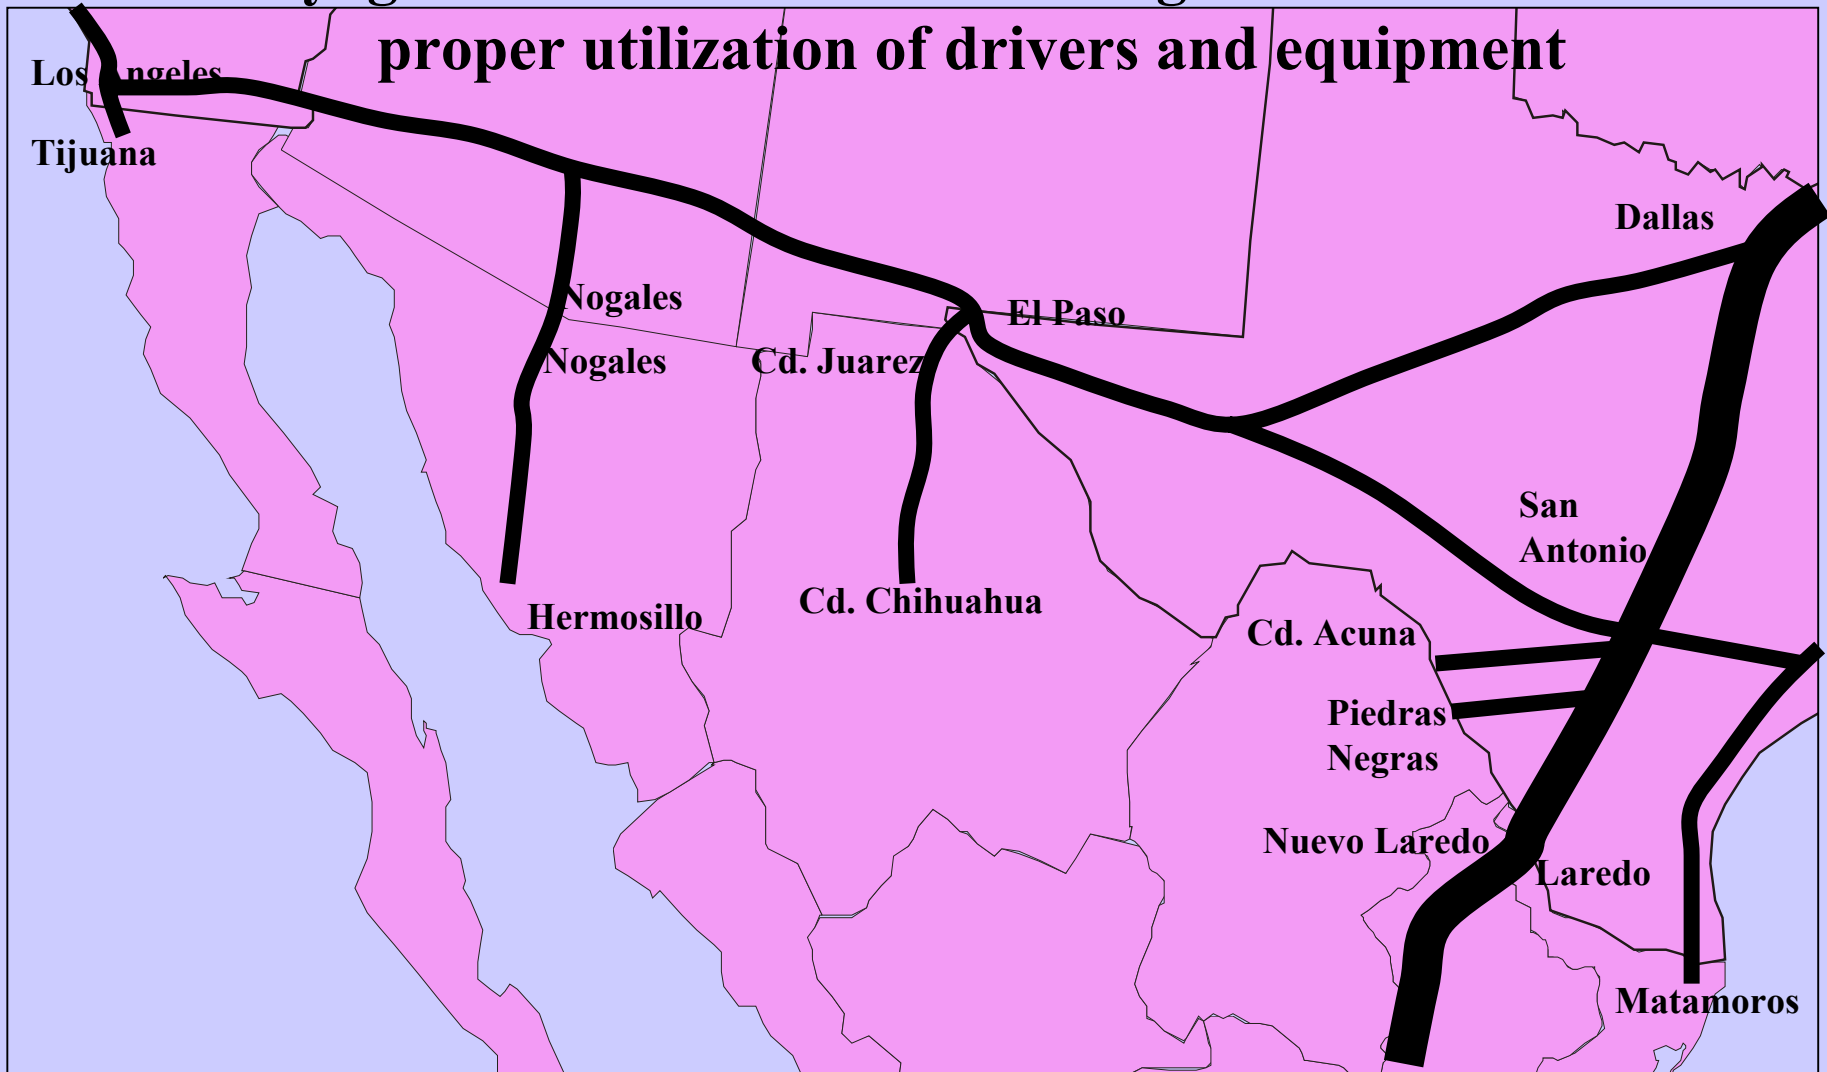 proper utilization of drivers and equipment
Los Angeles
Tijuana
Dallas
Nogales
El Paso
Nogales
Cd. Juarez
San
Antonio
Cd. Chihuahua
Hermosillo
Cd. Acuna
Piedras
Negras
Nuevo Laredo
Laredo
Matamoros